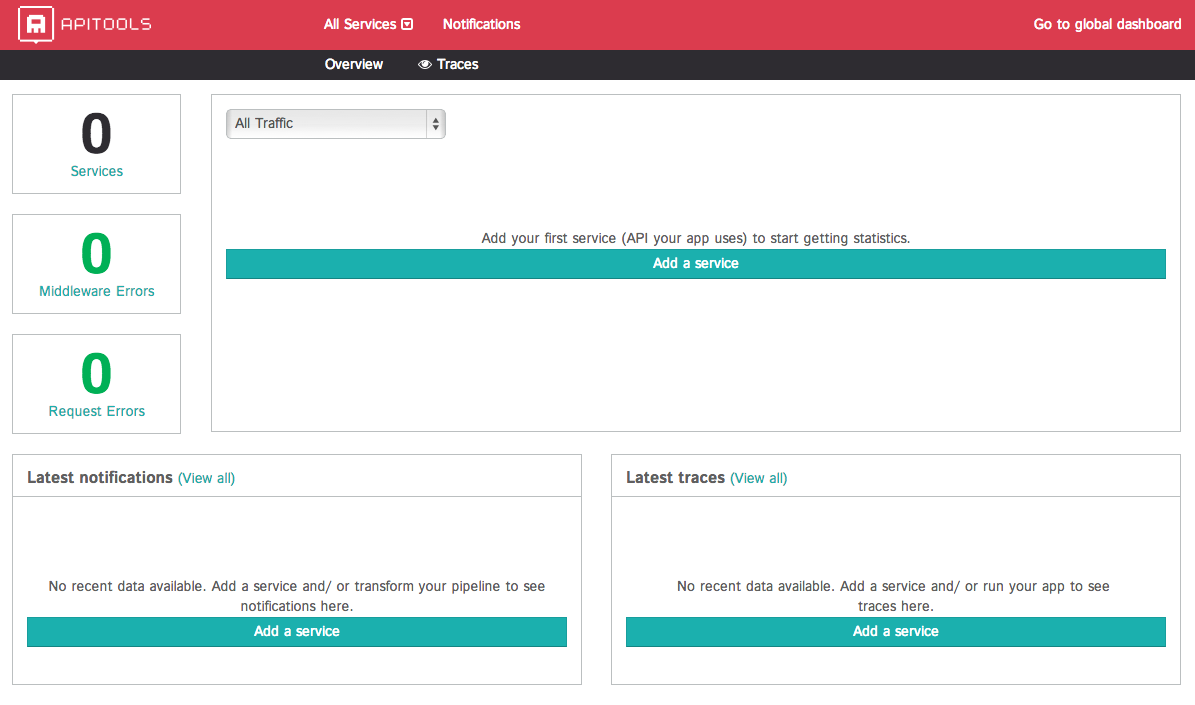 APITOOLS
All Services
Notifications
Go to global dashboard
Overview
Traces
0
Services
0
Middleware Errors
0
Request Errors
All Traffic
Add your first service (API your app uses) to start getting statistics.
Add a service
Latest notifications (View all)
No recent data available. Add a service and/ or transform your pipeline to see
notifications here.
Add a service
Latest traces (View all)
No recent data available. Add a service and/ or run your app to see
traces here.
Add a service